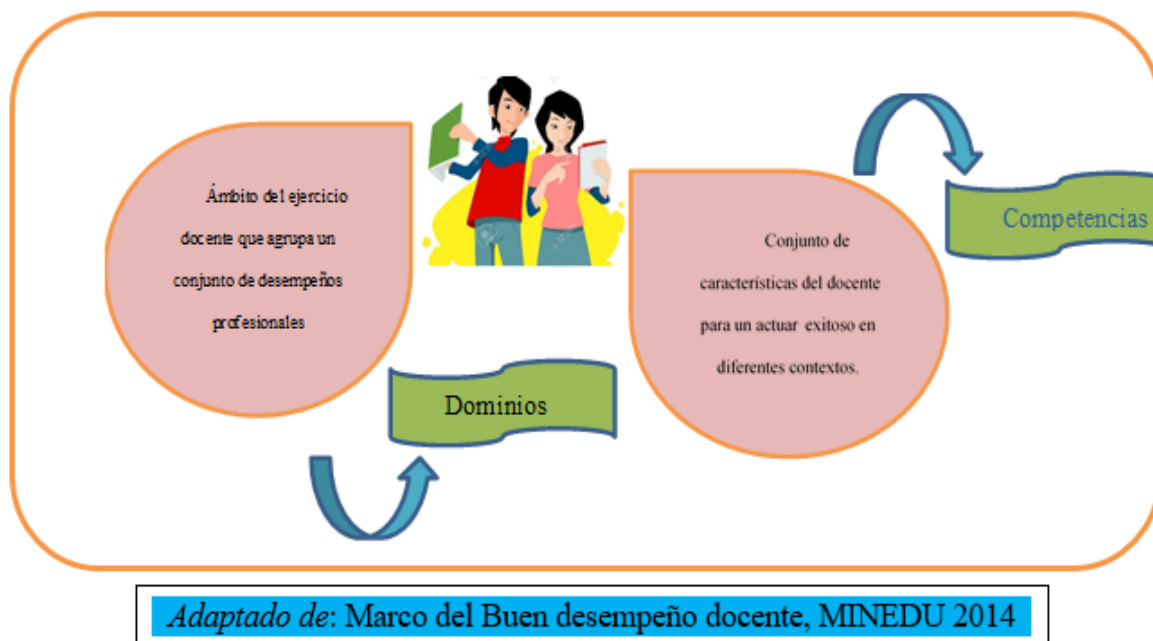 Ámbito del ejercicio
docente que agrupa un
conjunto de desempeños
profesionales
Dominios
Conjunto de
características del docente
para un actuar exitoso en
diferentes contextos.
Competencias
Adaptado de: Marco del Buen desempeño docente, MINEDU 2014